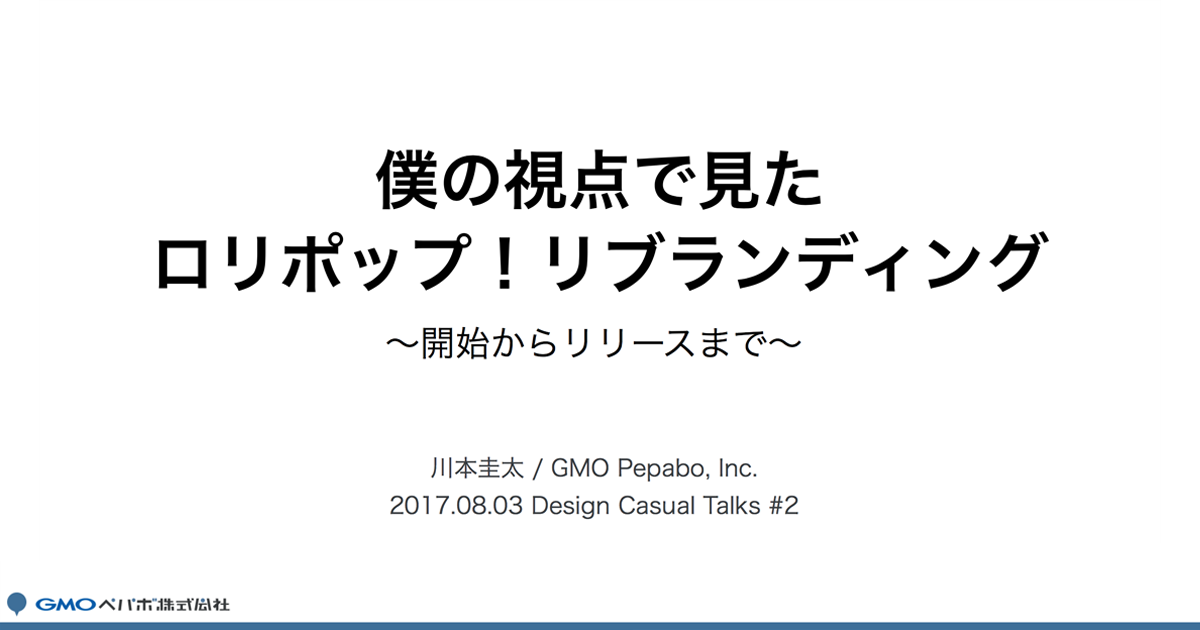 僕の視点で見た
ロリポップ！リブランディング
〜開始からリリースまで〜
川本圭太 / GMO Pepabo, Inc.
2017.08.03 Design Casual Talks #2
GMOペパボ株式会社